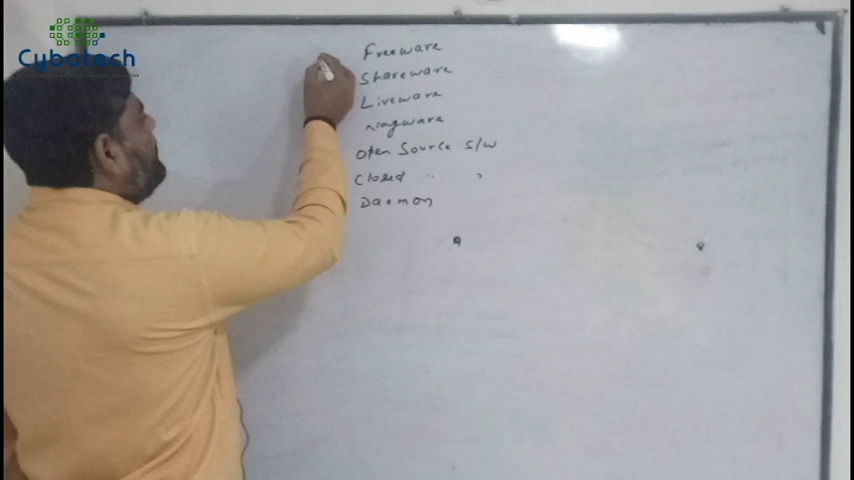 Cybotech
Freeware
Shareware
Liveware
Nagware
Open Source S/W
Closed " "
Daemon